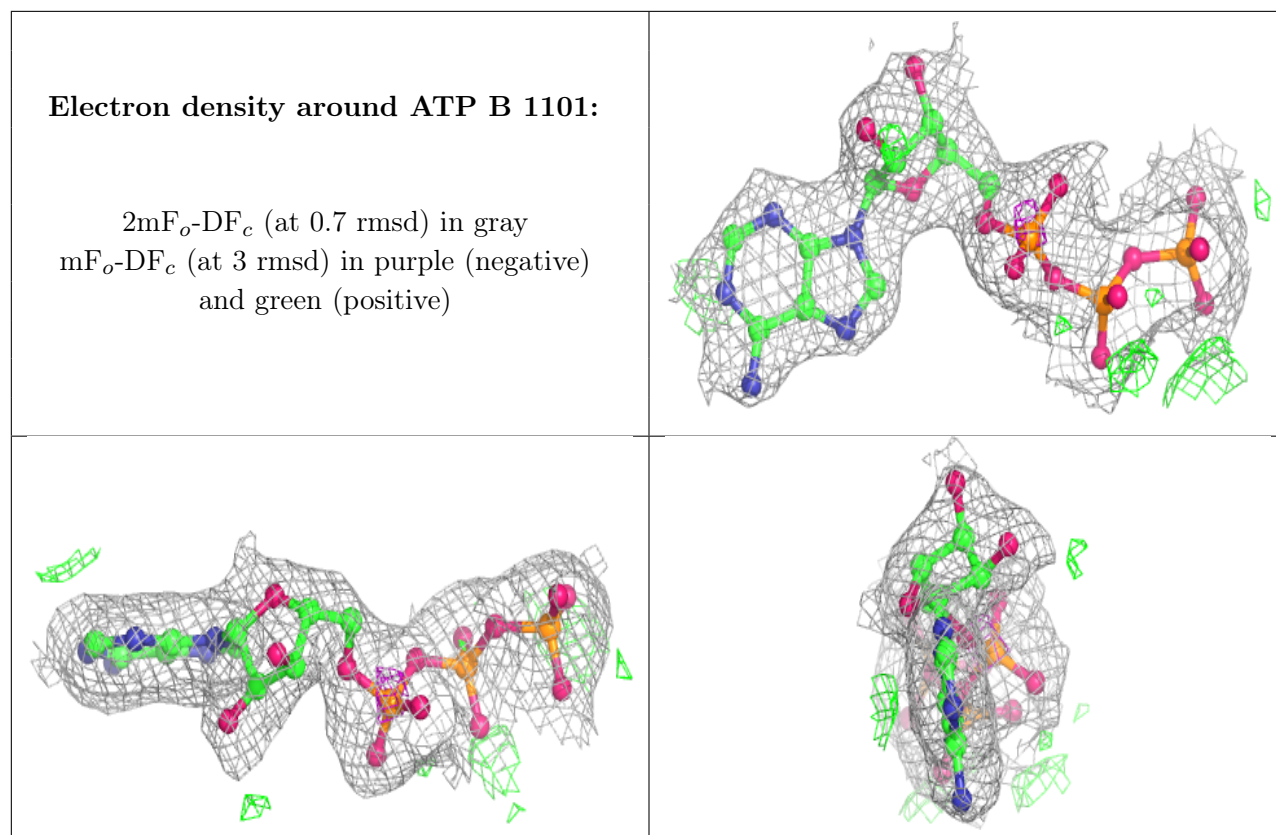 Electron density around ATP B 1101:
2mFₒ-DF𝒸 (at 0.7 rmsd) in gray
mFₒ-DF𝒸 (at 3 rmsd) in purple (negative)
and green (positive)